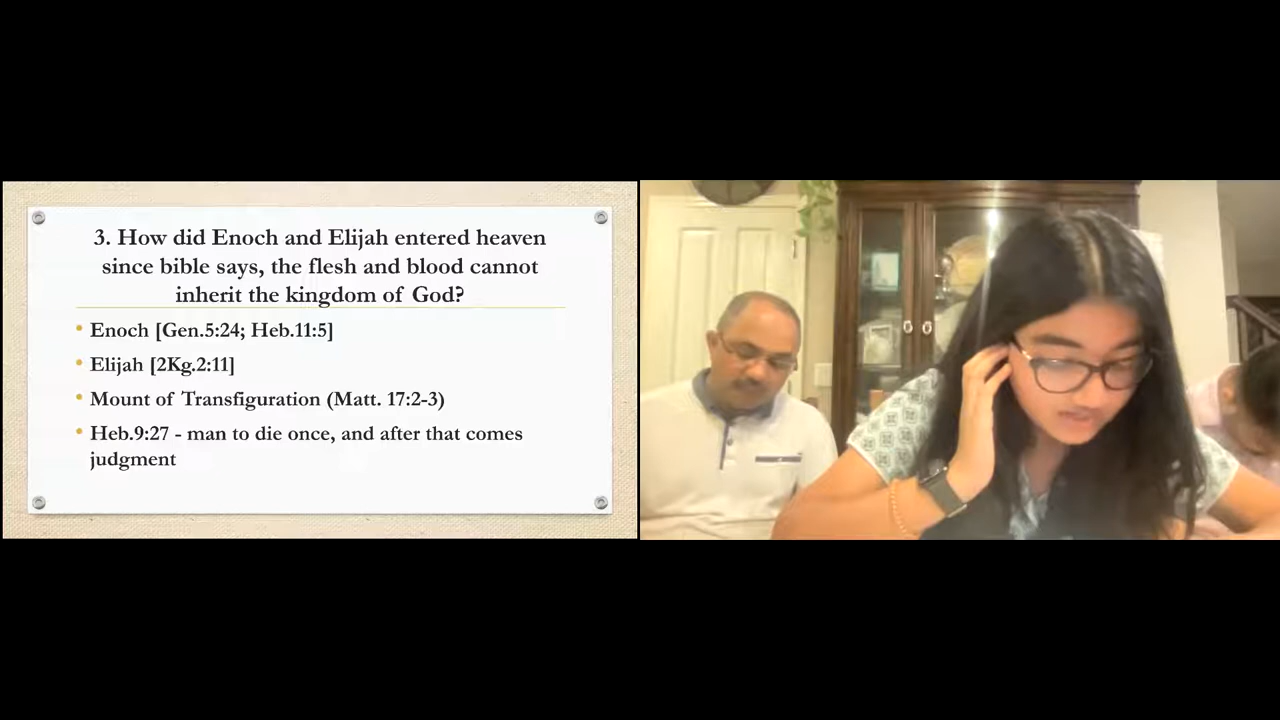 3. How did Enoch and Elijah entered heaven
since bible says, the flesh and blood cannot
inherit the kingdom of God?
• Enoch [Gen.5:24; Heb.11:5]
• Elijah [2Kg.2:11]
• Mount of Transfiguration (Matt. 17:2-3)
• Heb.9:27 - man to die once, and after that comes
judgment